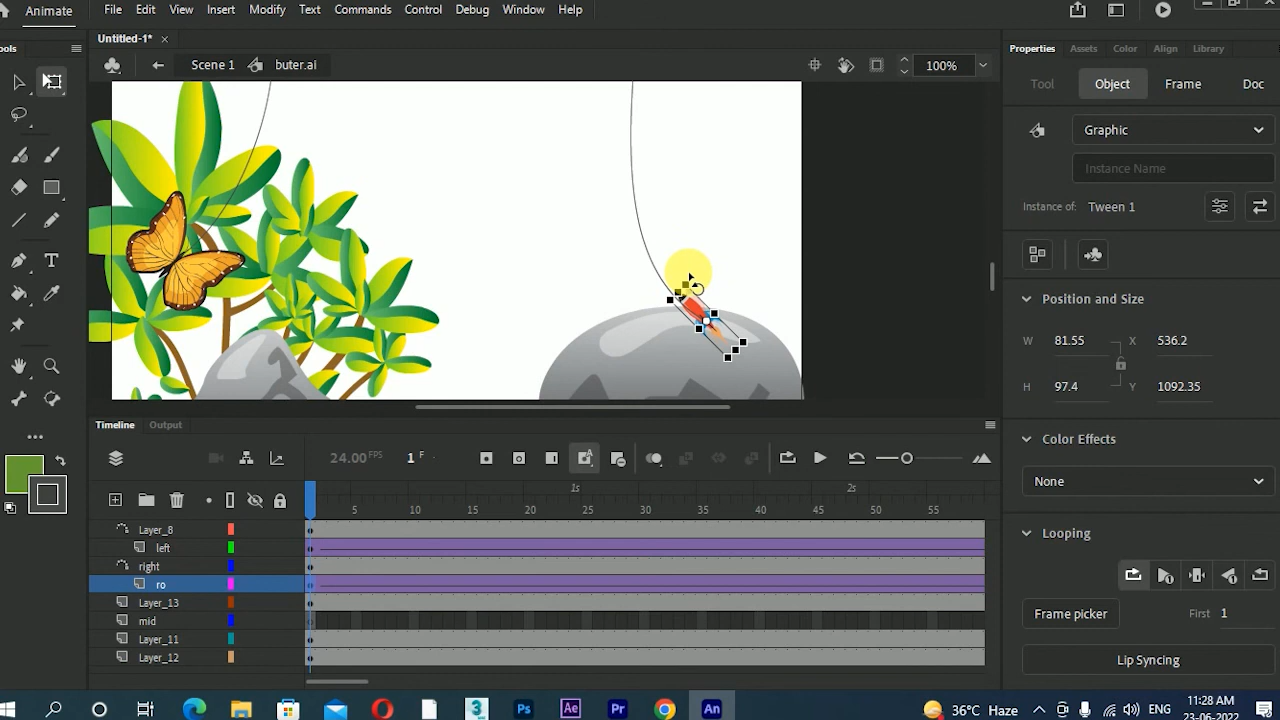 Animate File Edit View Insert Modify Text Commands Control Debug Window Help
Untitled-1* ×
ools
Scene 1 buter.ai 100%
Properties Assets Color Align Library
Tool Object Frame Doc
Graphic
Instance Name
Instance of: Tween 1
Position and Size
W 81.55 X 536.2
H 97.4 Y 1092.35
Color Effects
None
Looping
Frame picker First 1
Lip Syncing
Timeline Output
24.00 FPS 1 F
1s 2s
5 10 15 20 25 30 35 40 45 50 55
Layer_8
left
right
ro
Layer_13
mid
Layer_11
Layer_12
36°C Haze ENG 11:28 AM